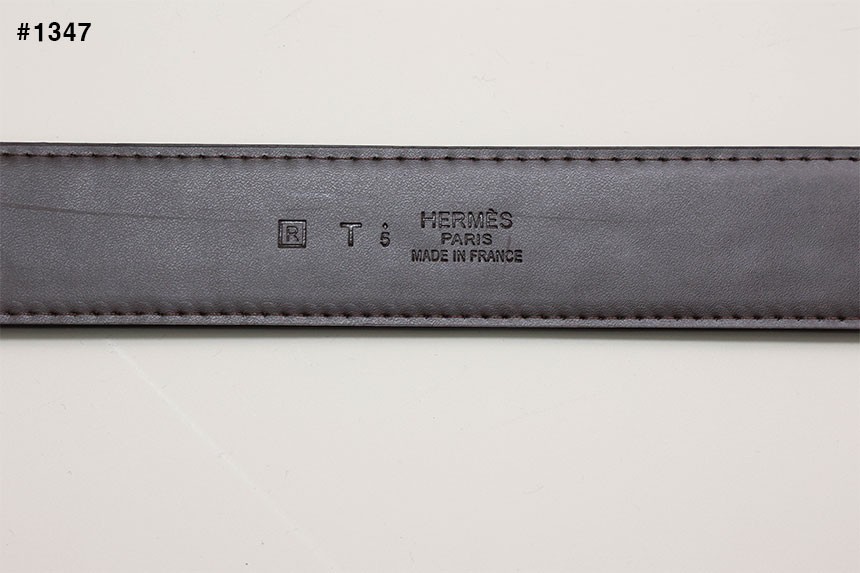 #1347
R T 5
HERMÈS
PARIS
MADE IN FRANCE